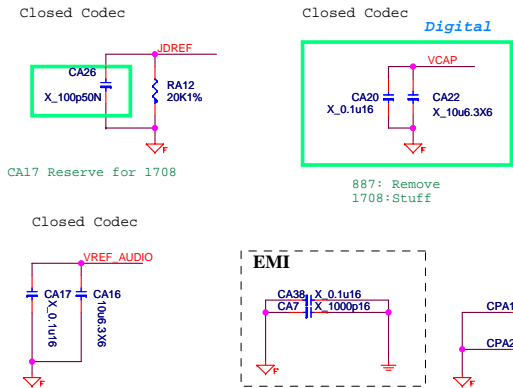 Closed Codec
JDREF
CA26
X_100p50N
RA12
20K1%
F
CA17 Reserve for 1708
Closed Codec
Digital
VCAP
CA20
X_0.1u16
CA22
X_10u6.3X6
F
887: Remove
1708:Stuff
Closed Codec
VREF_AUDIO
CA17
X_0.1u16
CA16
10u6.3X6
F
EMI
CA38 X_0.1u16
CA7 X_1000p16
F
CPA1
CPA2
F